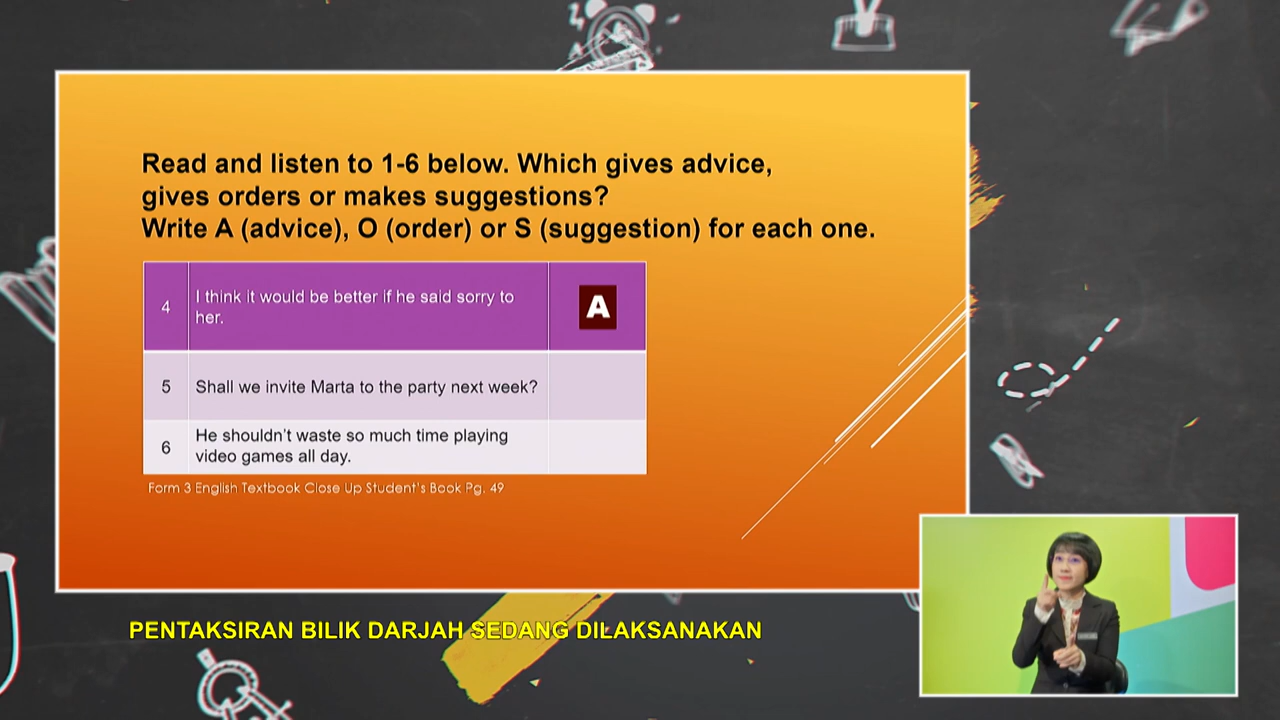 Read and listen to 1-6 below. Which gives advice,
gives orders or makes suggestions?
Write A (advice), O (order) or S (suggestion) for each one.
4
I think it would be better if he said sorry to
her.
A
5
Shall we invite Marta to the party next week?
6
He shouldn't waste so much time playing
video games all day.
Form 3 English Textbook Close Up Student's Book Pg. 49
PENTAKSIRAN BILIK DARJAH SEDANG DILAKSANAKAN